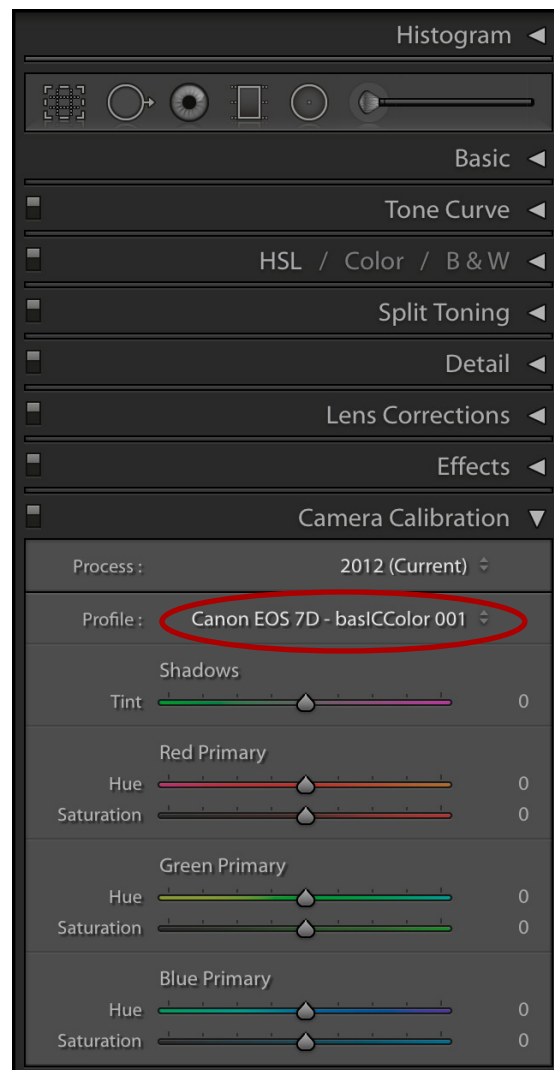 Histogram
Basic
Tone Curve
HSL / Color / B & W
Split Toning
Detail
Lens Corrections
Effects
Camera Calibration
Process : 2012 (Current)
Profile : Canon EOS 7D - basICColor 001
Shadows
Tint 0
Red Primary
Hue 0
Saturation 0
Green Primary
Hue 0
Saturation 0
Blue Primary
Hue 0
Saturation 0